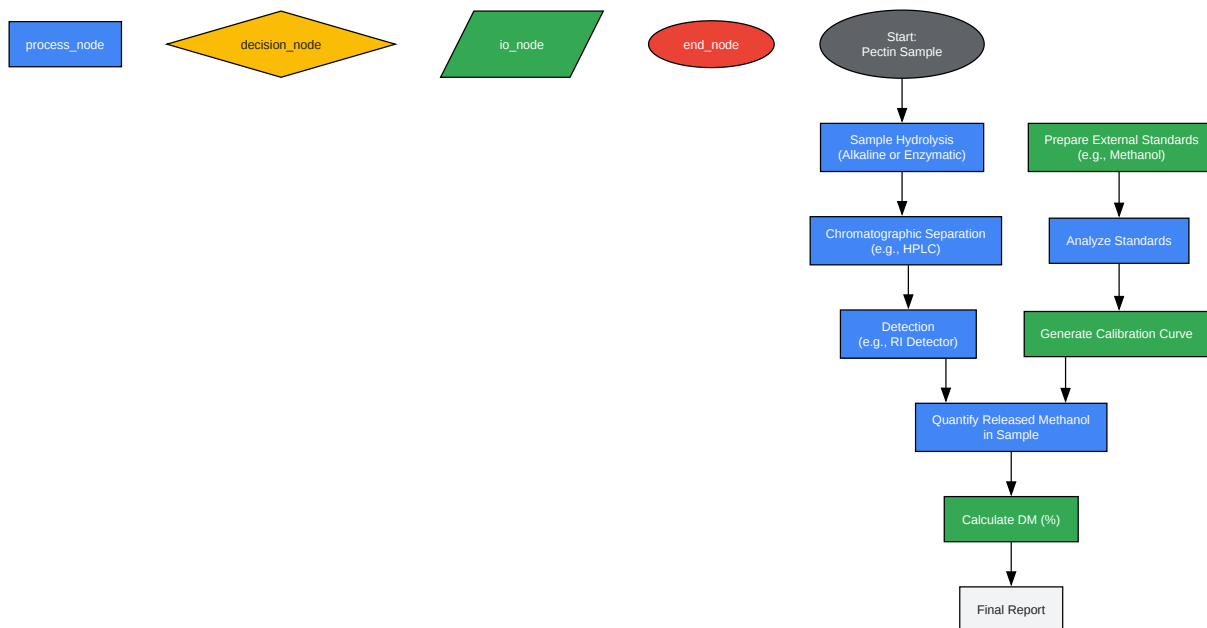 process_node
decision_node
io_node
end_node
Start:
Pectin Sample
Sample Hydrolysis
(Alkaline or Enzymatic)
Prepare External Standards
(e.g., Methanol)
Chromatographic Separation
(e.g., HPLC)
Analyze Standards
Detection
(e.g., RI Detector)
Generate Calibration Curve
Quantify Released Methanol
in Sample
Calculate DM (%)
Final Report